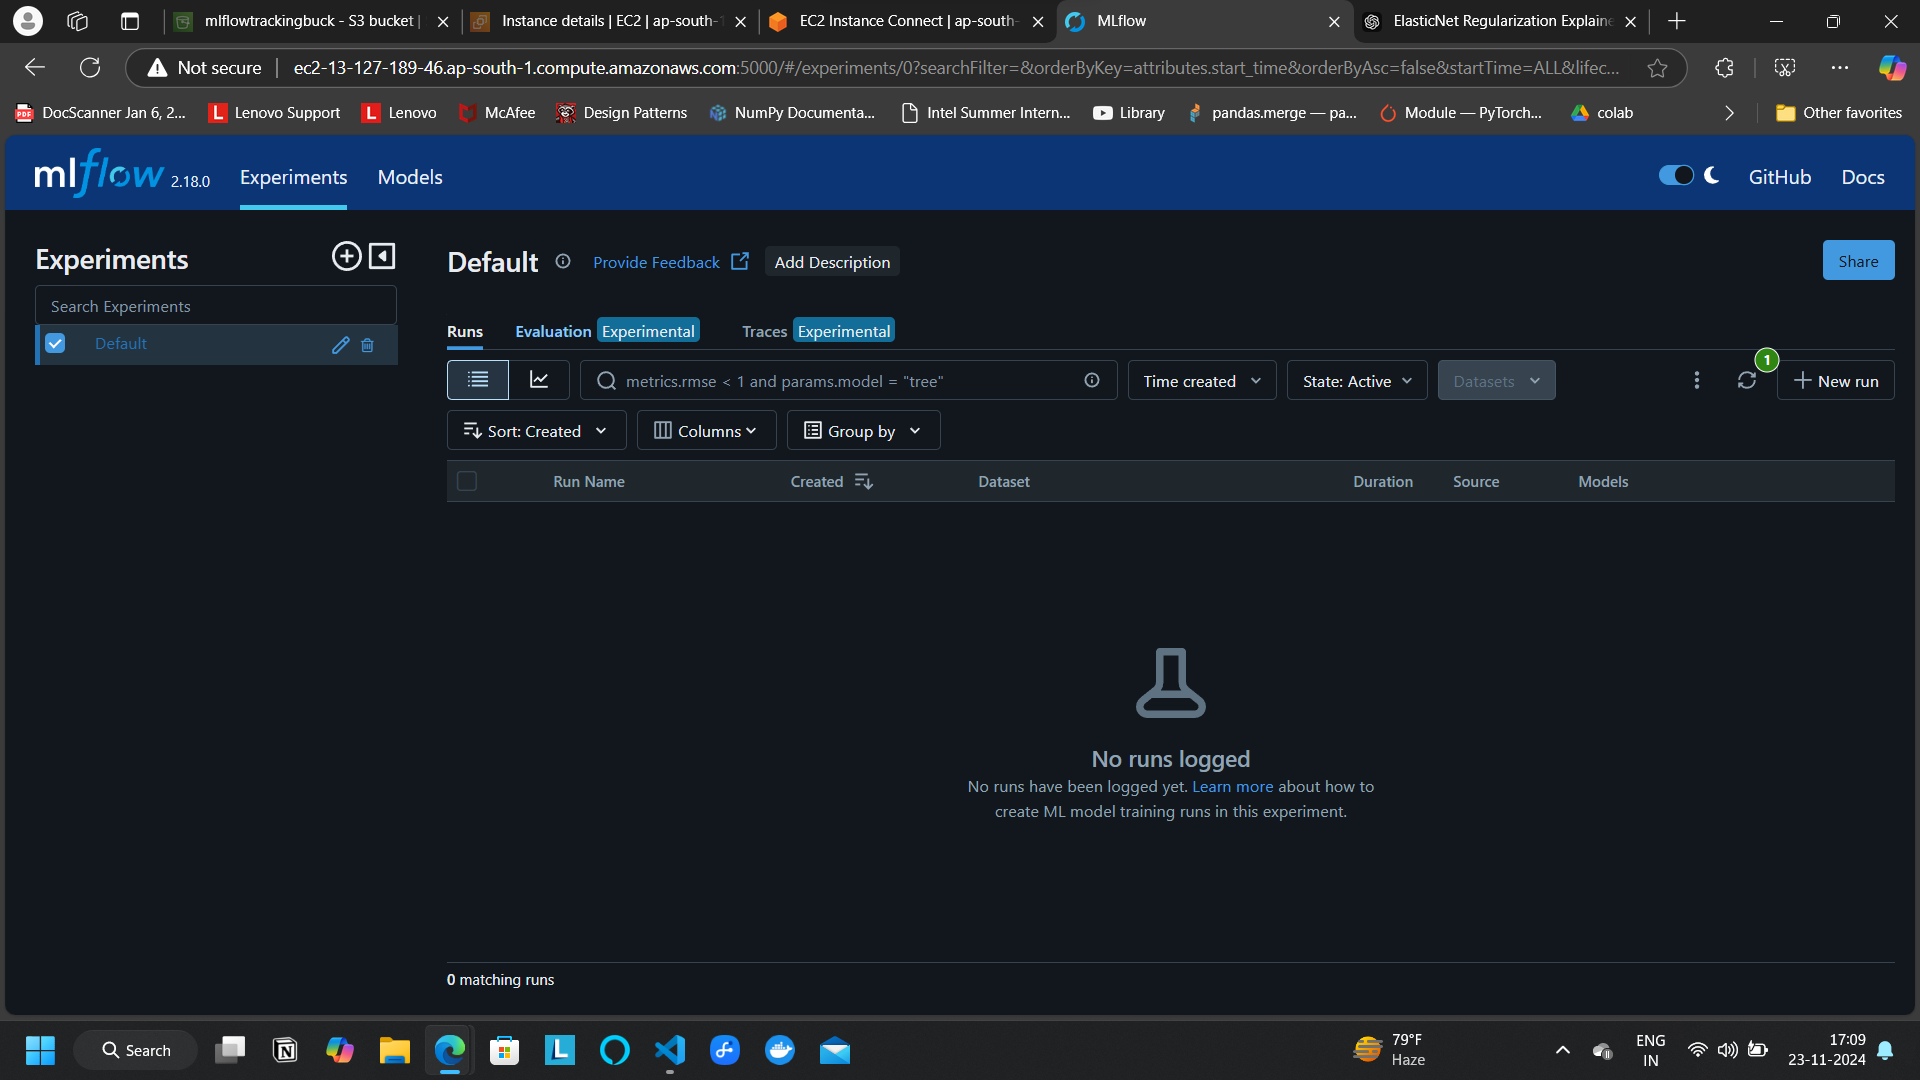 mlflowtrackingbuck - S3 bucket |
Instance details | EC2 | ap-south-1
EC2 Instance Connect | ap-south-
MLflow
ElasticNet Regularization Explaine
Not secure
ec2-13-127-189-46.ap-south-1.compute.amazonaws.com:5000/#/experiments/0?searchFilter=&orderByKey=attributes.start_time&orderByAsc=false&startTime=ALL&lifec...
PDF
DocScanner Jan 6, 2...
L Lenovo Support
L Lenovo
McAfee
Design Patterns
NumPy Documenta...
Intel Summer Intern...
Library
pandas.merge — pa...
Module — PyTorch...
colab
Other favorites
mlflow 2.18.0
Experiments
Models
GitHub
Docs
Experiments
Search Experiments
Default
Default
Provide Feedback
Add Description
Share
Runs
Evaluation Experimental
Traces Experimental
metrics.rmse < 1 and params.model = "tree"
Time created
State: Active
Datasets
1
New run
Sort: Created
Columns
Group by
Run Name
Created
Dataset
Duration
Source
Models
No runs logged
No runs have been logged yet. Learn more about how to
create ML model training runs in this experiment.
0 matching runs
Search
L
79°F
Haze
ENG
IN
17:09
23-11-2024